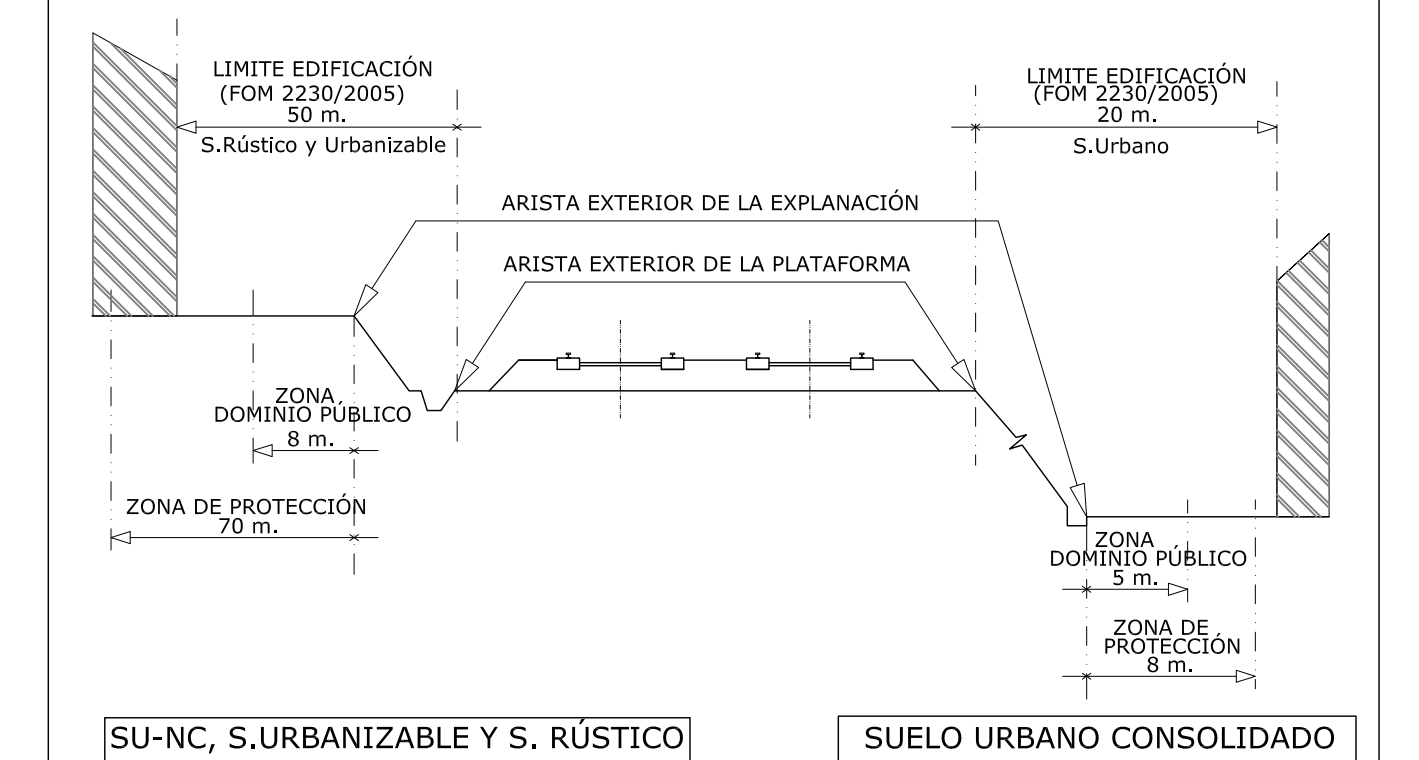 LIMITE EDIFICACIÓN
(FOM 2230/2005)
50 m.
S.Rústico y Urbanizable
LIMITE EDIFICACIÓN
(FOM 2230/2005)
20 m.
S.Urbano
ARISTA EXTERIOR DE LA EXPLANACIÓN
ARISTA EXTERIOR DE LA PLATAFORMA
ZONA
DOMINIO PÚBLICO
8 m.
ZONA DE PROTECCIÓN
70 m.
ZONA
DOMINIO PÚBLICO
5 m.
ZONA DE
PROTECCIÓN
8 m.
SU-NC, S.URBANIZABLE Y S. RÚSTICO
SUELO URBANO CONSOLIDADO